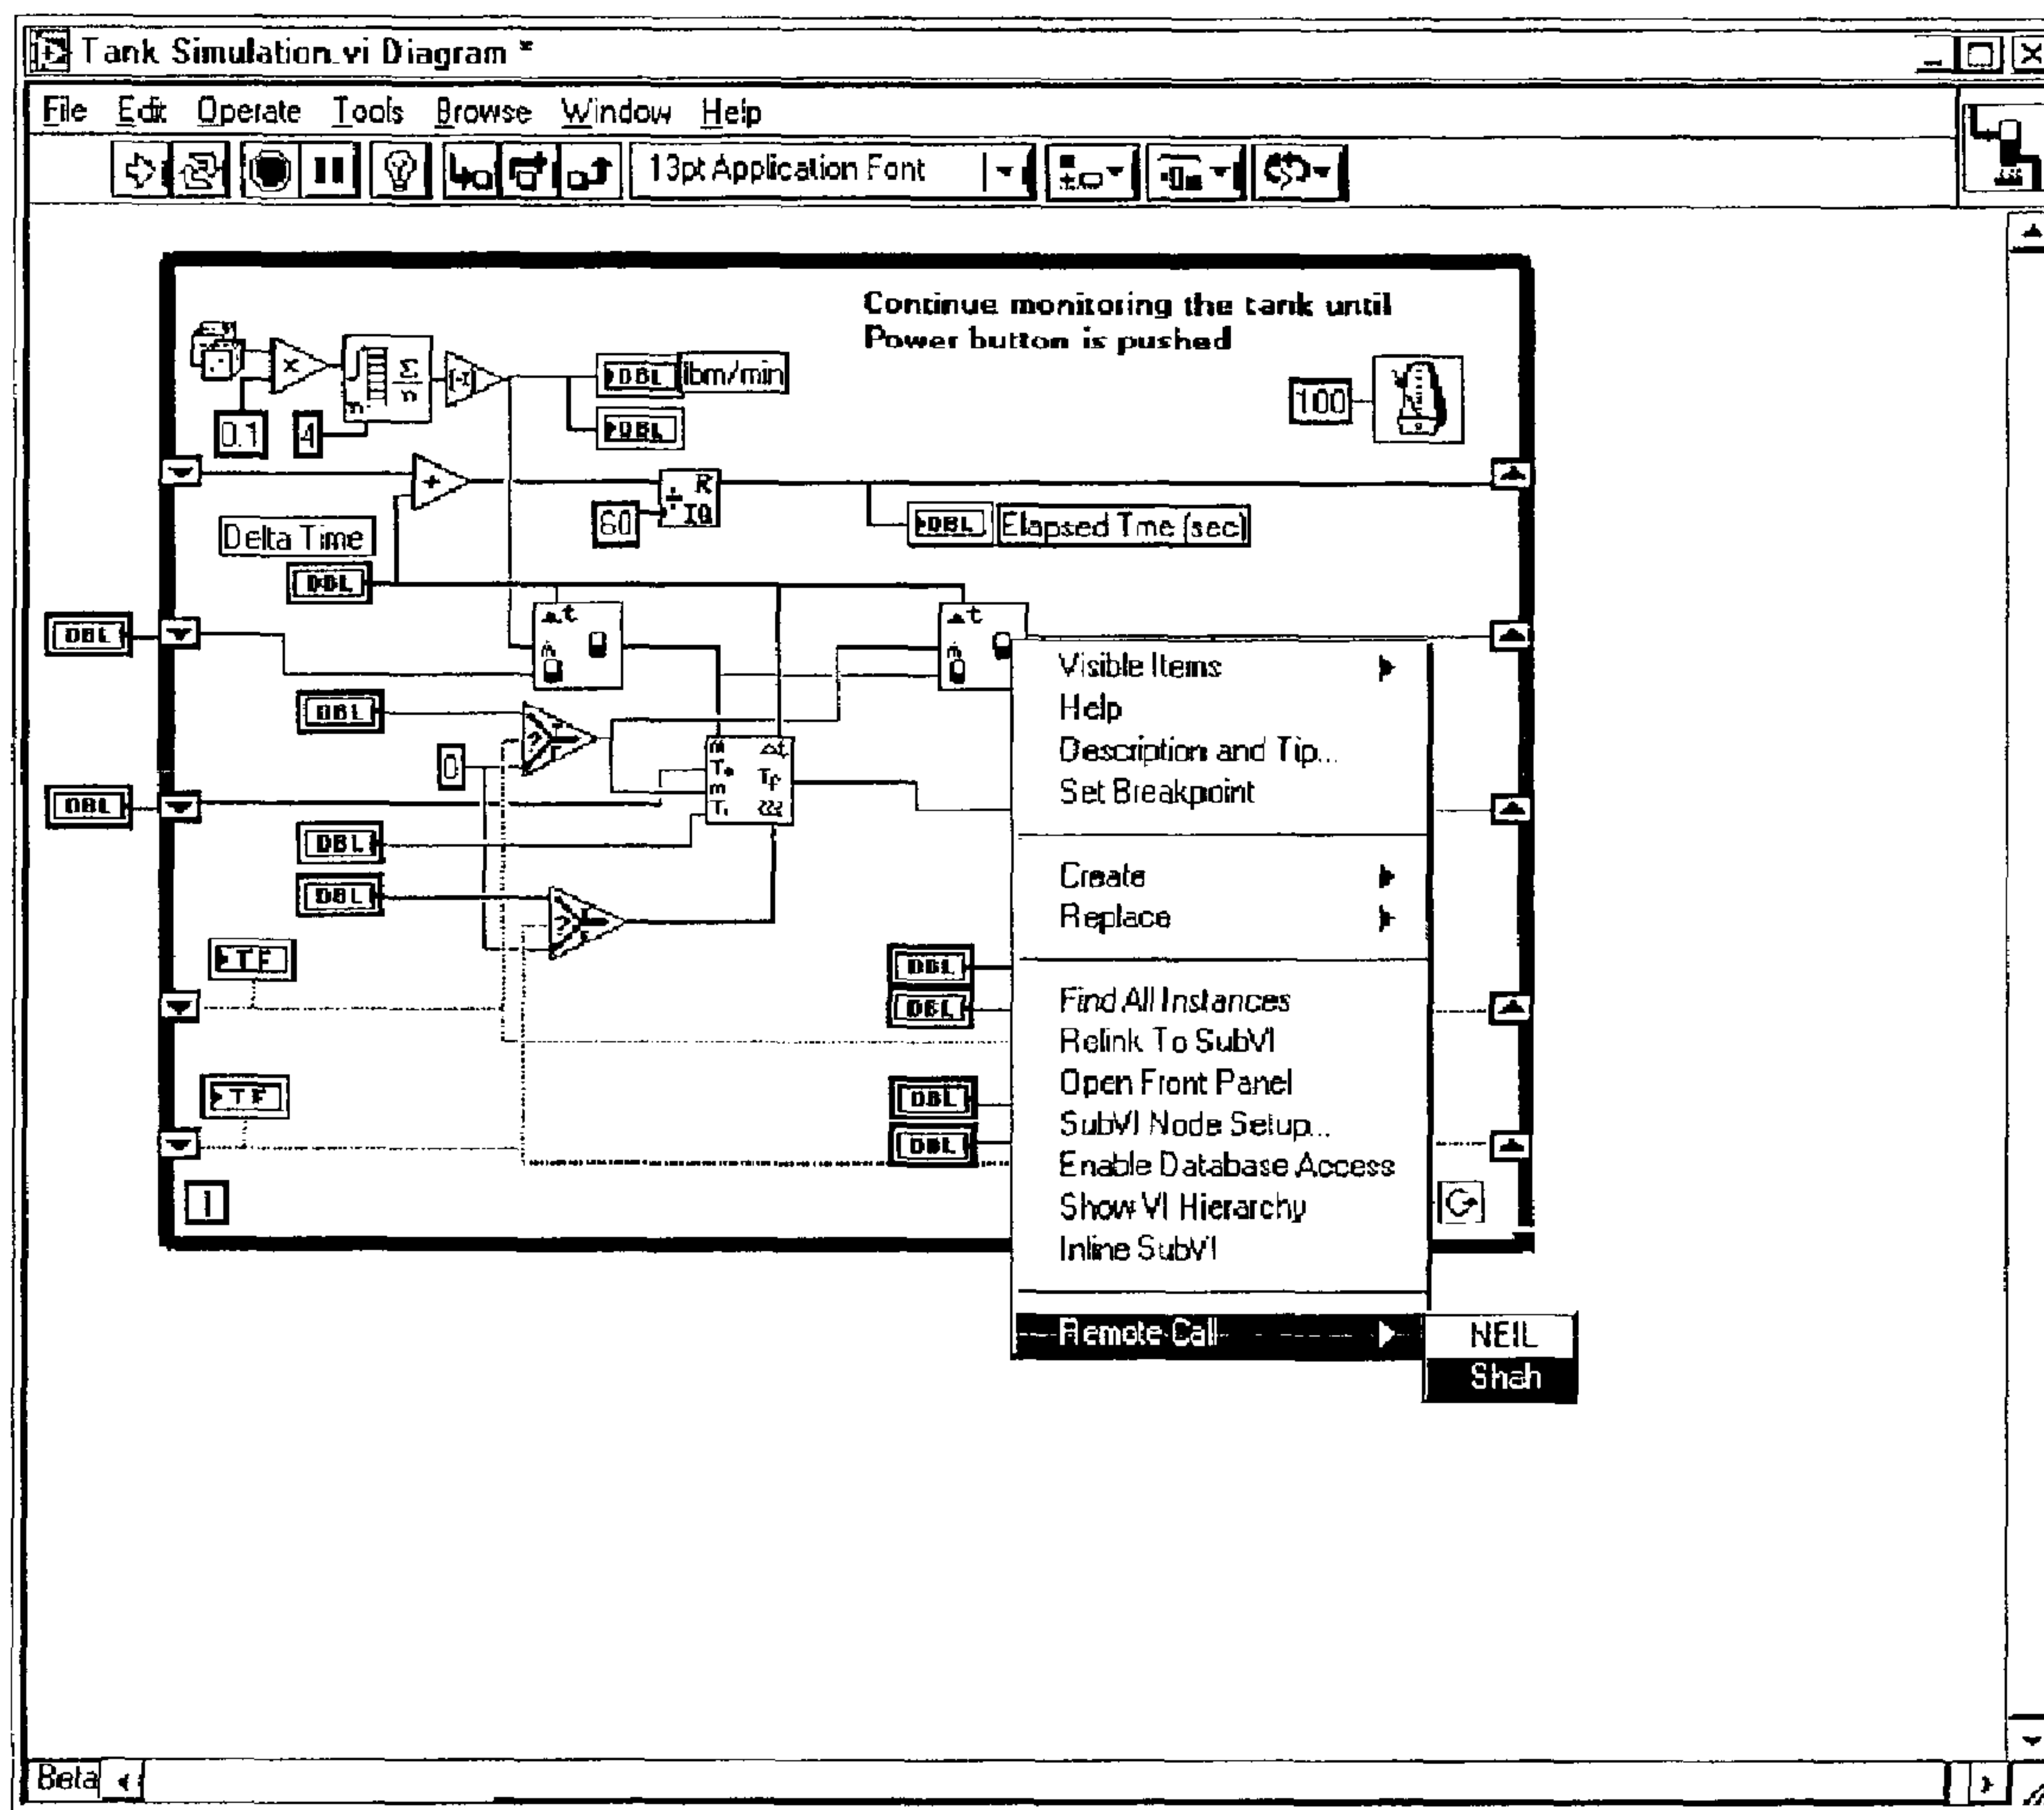 Tank Simulation.vi Diagram *
File Edit Operate Tools Browse Window Help
13pt Application Font
Continue monitoring the tank until
Power button is pushed
DBL lbm/min
100
0.1 4 DBL
+
R
IQ
60
DBL Elapsed Tme (sec)
Delta Time
DBL
t t
DBL
m m
DBL
0
m t
DBL
DBL
DBL
TF
DBL
DBL
TF
DBL
DBL
Visible Items
Help
Description and Tip...
Set Breakpoint
Create
Replace
Find All Instances
Relink To SubVI
Open Front Panel
SubVI Node Setup...
Enable Database Access
Show VI Hierarchy
Inline SubVI
Remote Call NEIL
Shah
Beta